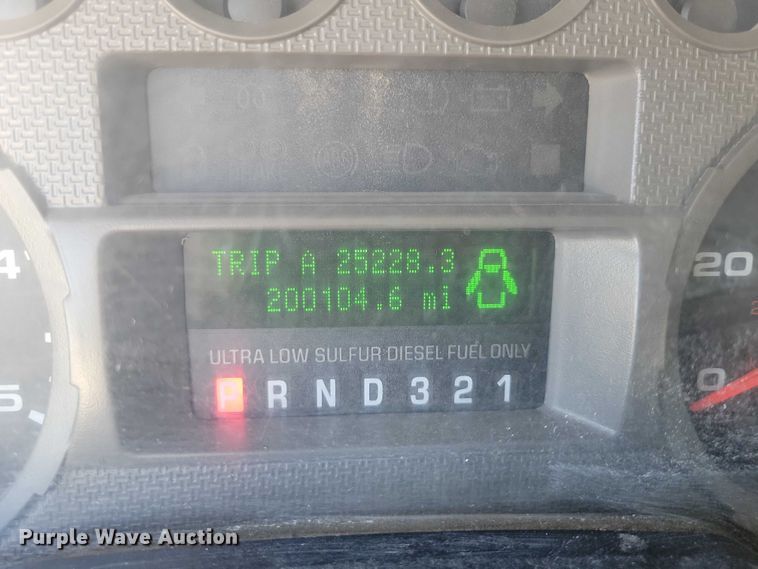 TRIP A 25228.3
200104.6 mi
4
20
ULTRA LOW SULFUR DIESEL FUEL ONLY
P R N D 3 2 1
5
0
Purple Wave Auction